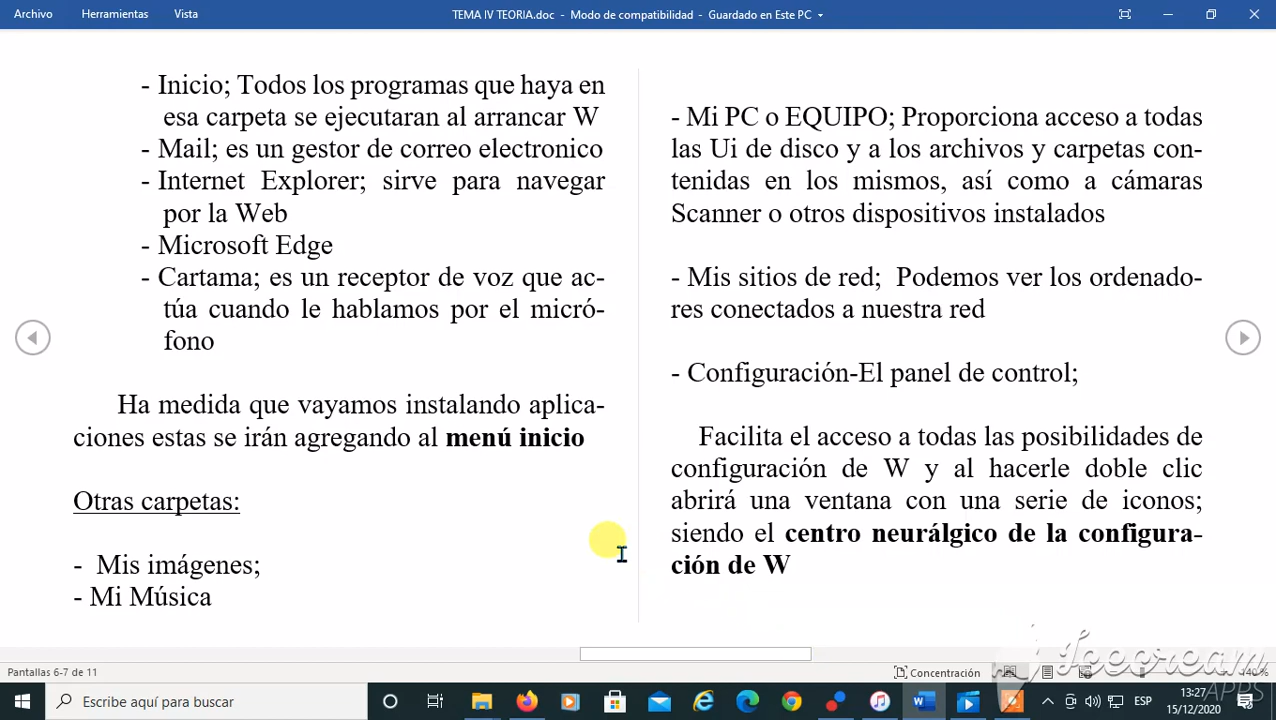 Archivo Herramientas Vista
TEMA IV TEORIA.doc - Modo de compatibilidad - Guardado en Este PC
- Inicio; Todos los programas que haya en
esa carpeta se ejecutaran al arrancar W
- Mail; es un gestor de correo electronico
- Internet Explorer; sirve para navegar
por la Web
- Microsoft Edge
- Cartama; es un receptor de voz que ac-
túa cuando le hablamos por el micró-
fono
Ha medida que vayamos instalando aplica-
ciones estas se irán agregando al menú inicio
Otras carpetas:
- Mis imágenes;
- Mi Música
- Mi PC o EQUIPO; Proporciona acceso a todas
las Ui de disco y a los archivos y carpetas con-
tenidas en los mismos, así como a cámaras
Scanner o otros dispositivos instalados
- Mis sitios de red; Podemos ver los ordenado-
res conectados a nuestra red
- Configuración-El panel de control;
Facilita el acceso a todas las posibilidades de
configuración de W y al hacerle doble clic
abrirá una ventana con una serie de iconos;
siendo el centro neurálgico de la configura-
ción de W
Pantallas 6-7 de 11
Concentración
Icecream
APPS
Escribe aquí para buscar
ESP
13:27
15/12/2020